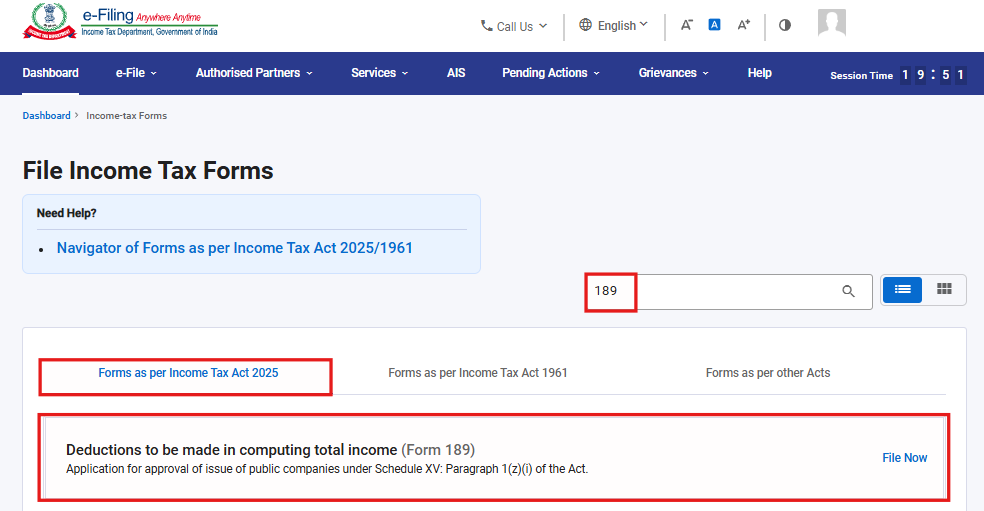 e-Filing Anywhere Anytime
Income Tax Department, Government of India
Call Us
English
A-
A
A+
Dashboard
e-File
Authorised Partners
Services
AIS
Pending Actions
Grievances
Help
Session Time 1 9 : 5 1
Dashboard > Income-tax Forms
File Income Tax Forms
Need Help?
• Navigator of Forms as per Income Tax Act 2025/1961
189
Forms as per Income Tax Act 2025
Forms as per Income Tax Act 1961
Forms as per other Acts
Deductions to be made in computing total income (Form 189)
Application for approval of issue of public companies under Schedule XV: Paragraph 1(z)(i) of the Act.
File Now